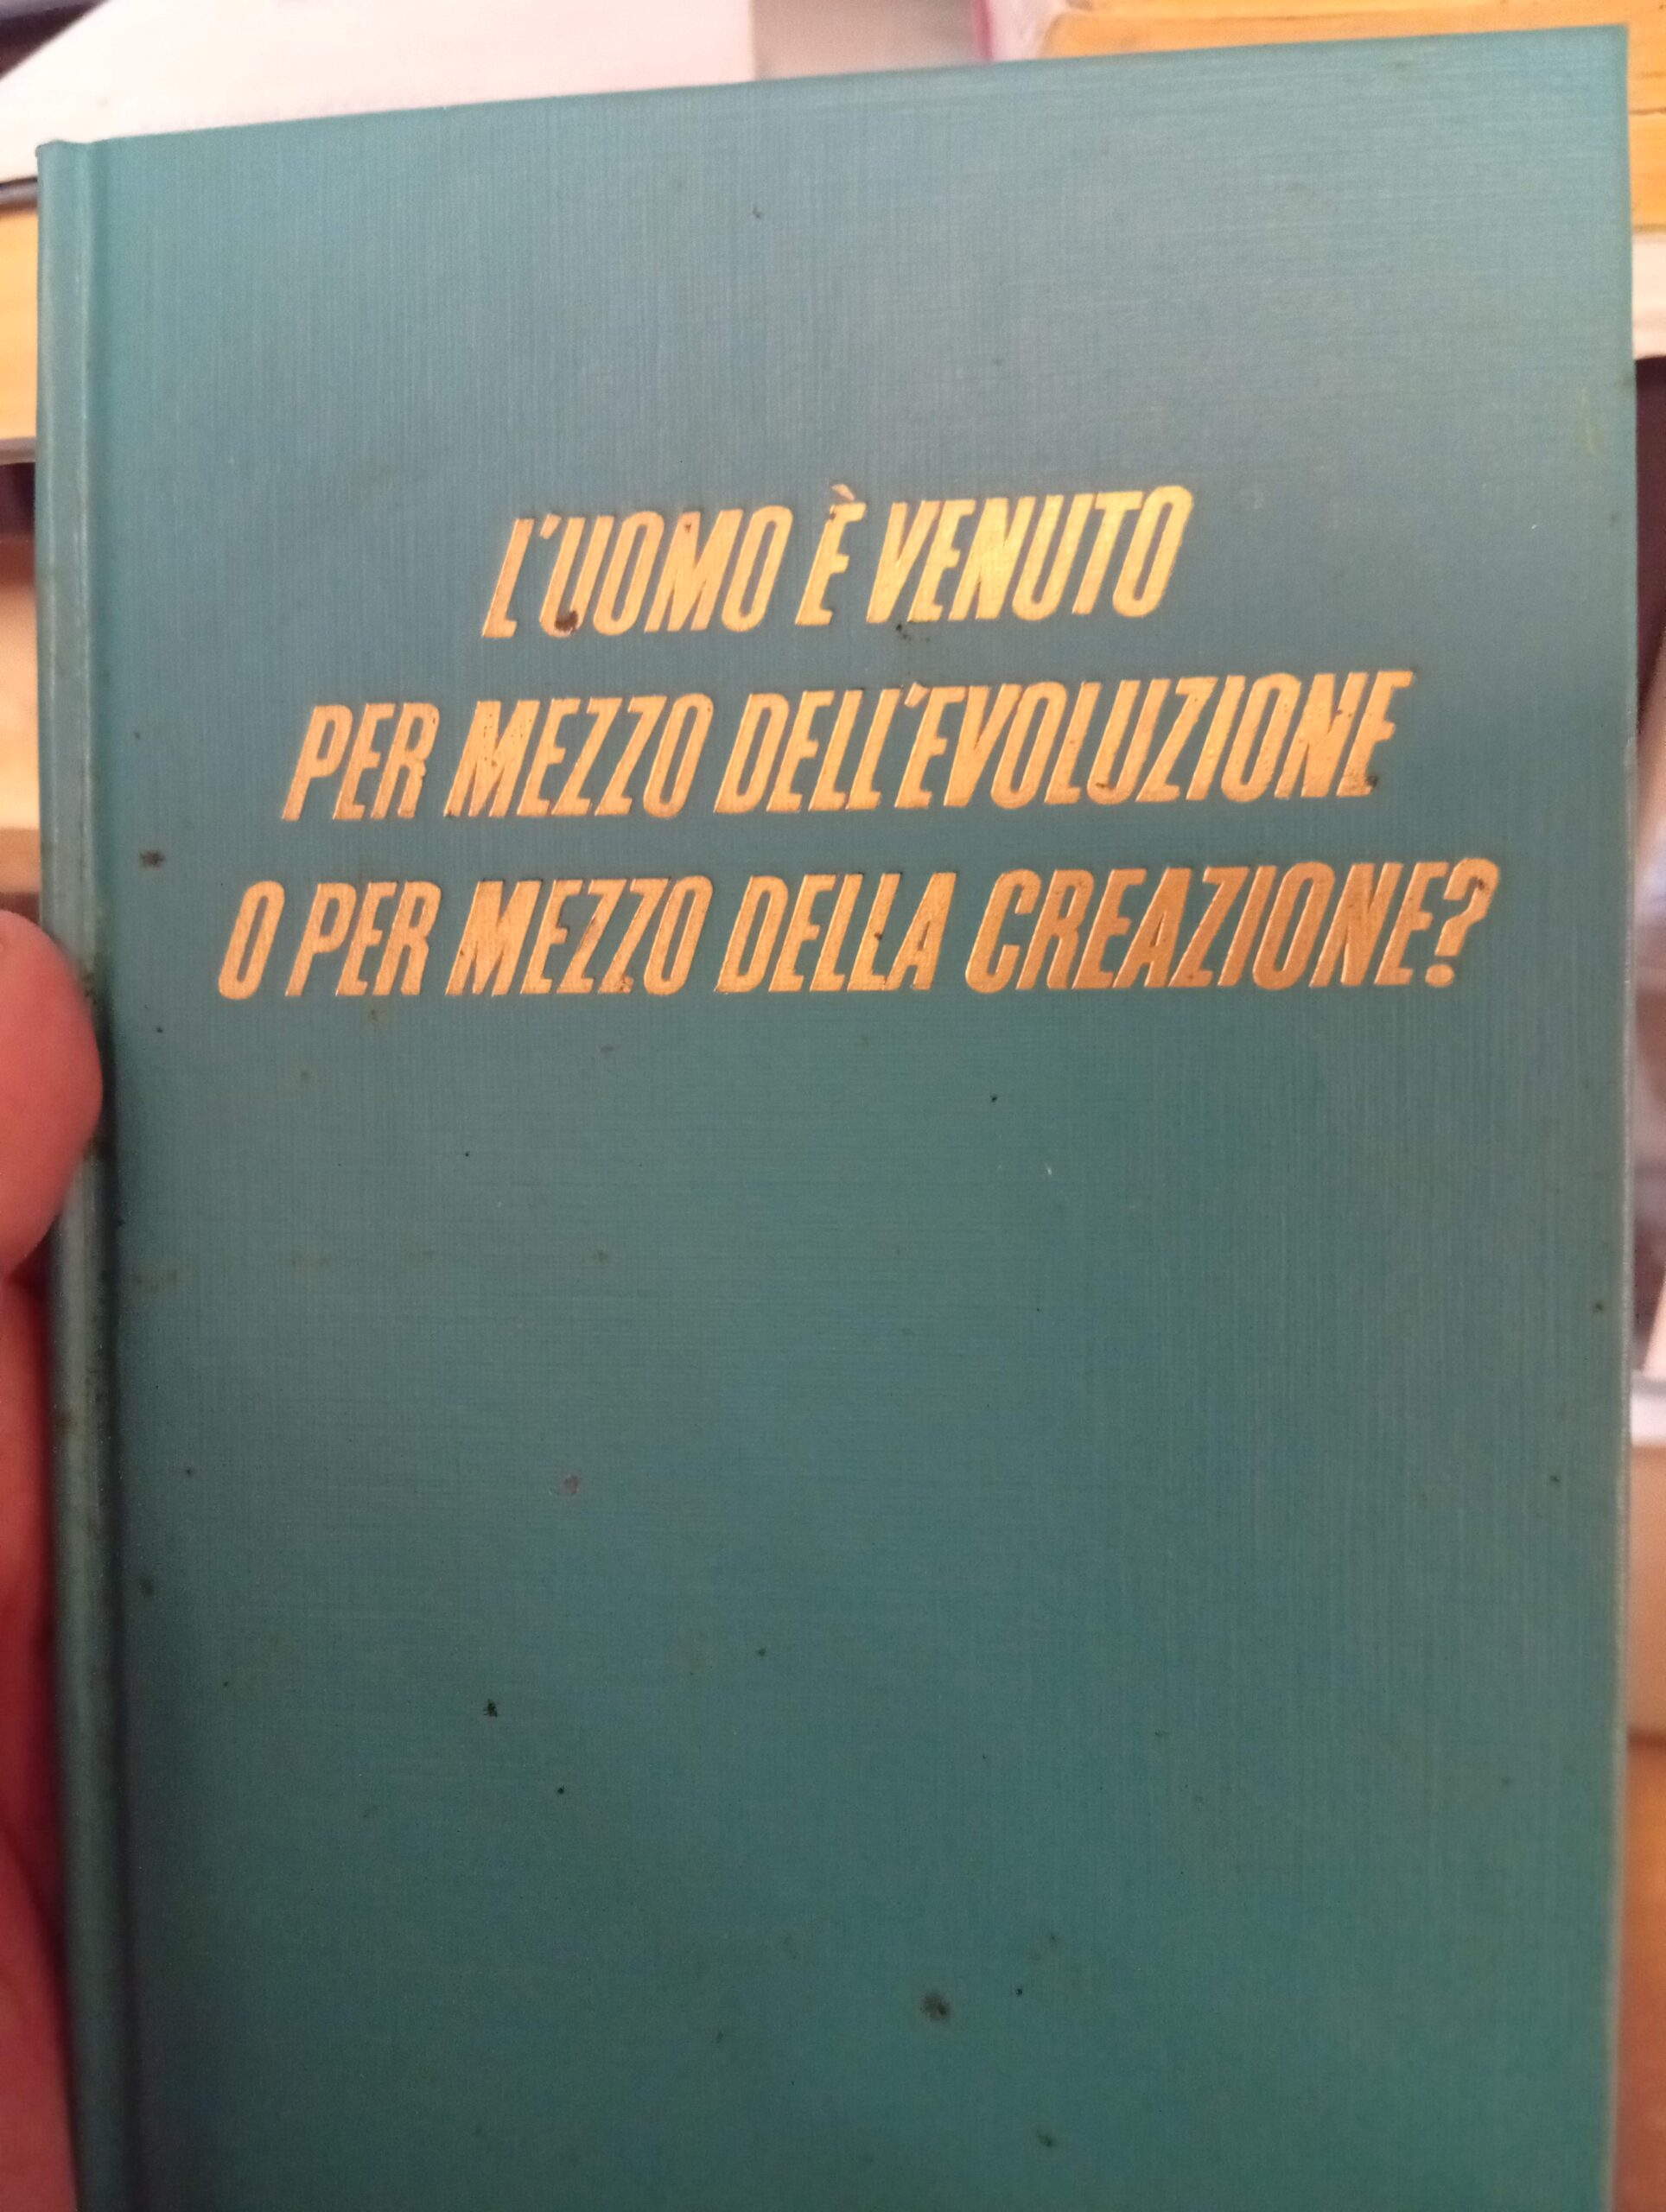 L'UOMO È VENUTO
PER MEZZO DELL'EVOLUZIONE
O PER MEZZO DELLA CREAZIONE?